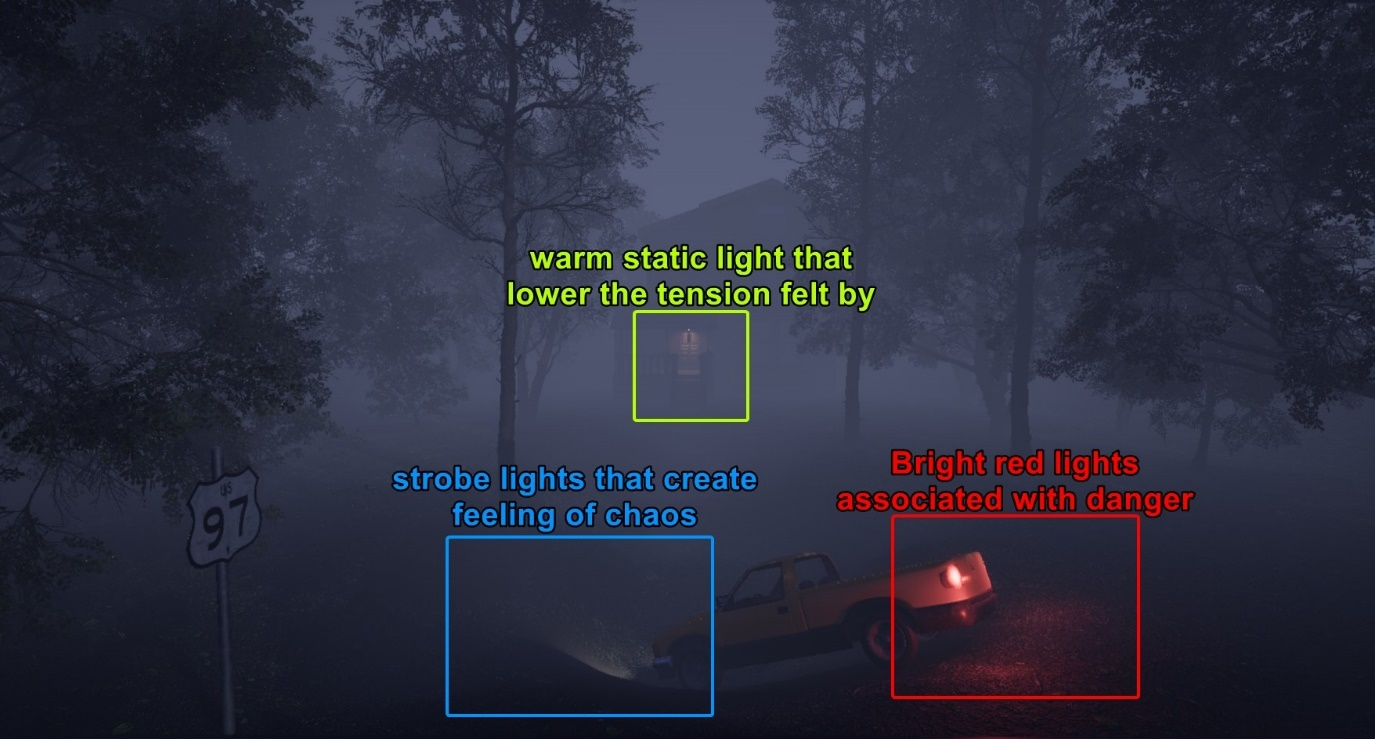 warm static light that
lower the tension felt by
strobe lights that create
feeling of chaos
Bright red lights
associated with danger
US
97